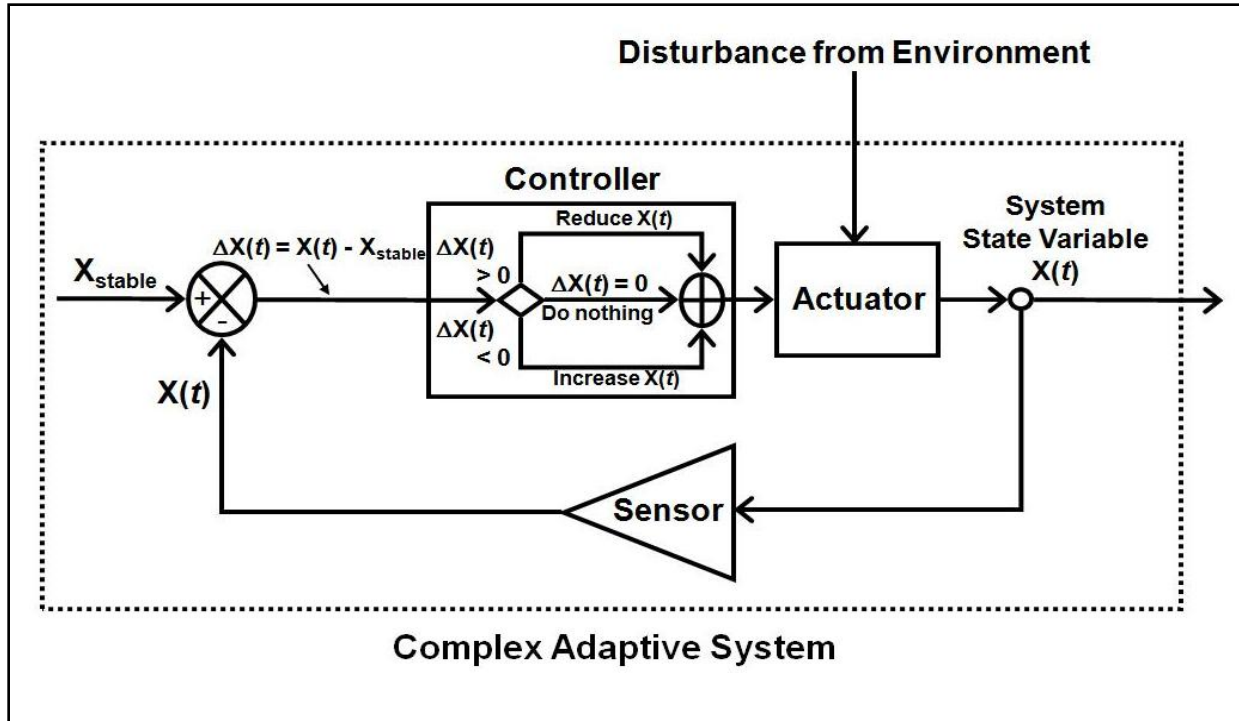 Disturbance from Environment
Controller
System
State Variable
X(t)
Reduce X(t)
ΔX(t) = X(t) - Xstable
ΔX(t)
> 0
Xstable
+
-
ΔX(t) = 0
Do nothing
Actuator
ΔX(t)
< 0
Increase X(t)
X(t)
Sensor
Complex Adaptive System